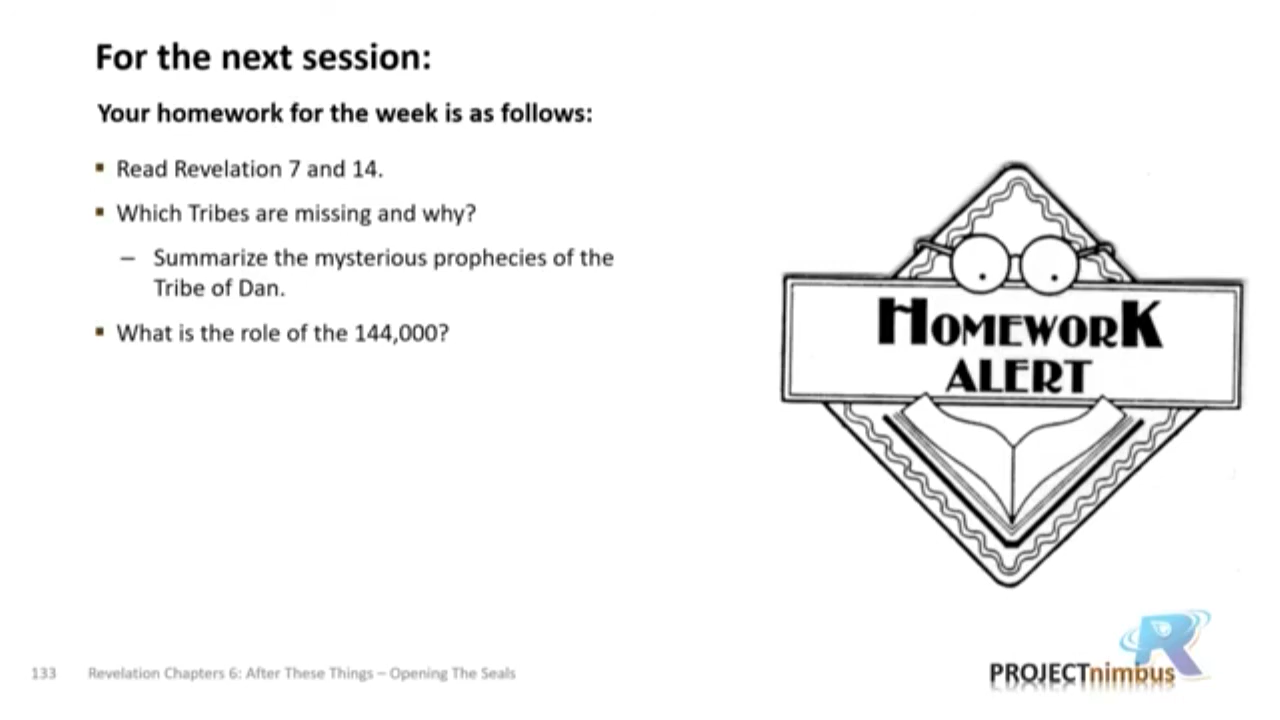 For the next session:
Your homework for the week is as follows:
▪ Read Revelation 7 and 14.
▪ Which Tribes are missing and why?
– Summarize the mysterious prophecies of the
Tribe of Dan.
▪ What is the role of the 144,000?
HOMEWORK
ALERT
133 Revelation Chapters 6: After These Things – Opening The Seals
R
PROJECTnimbus